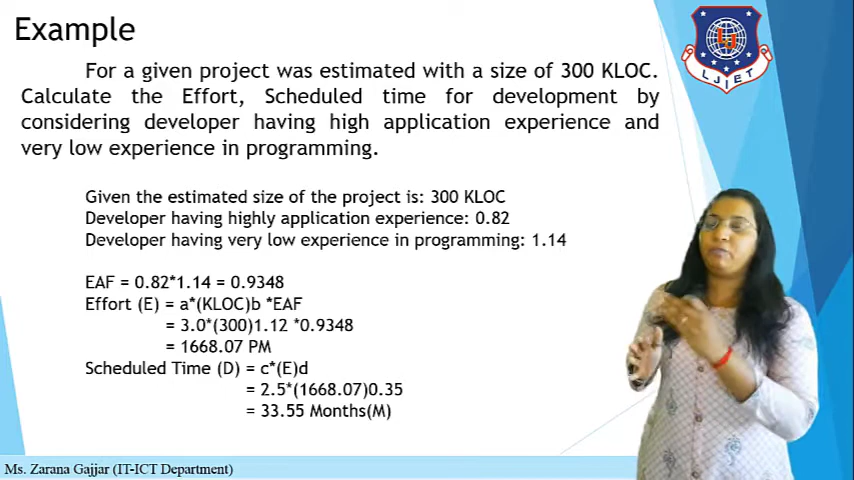 Example
For a given project was estimated with a size of 300 KLOC.
Calculate the Effort, Scheduled time for development by
considering developer having high application experience and
very low experience in programming.
Given the estimated size of the project is: 300 KLOC
Developer having highly application experience: 0.82
Developer having very low experience in programming: 1.14
EAF = 0.82*1.14 = 0.9348
Effort (E) = a*(KLOC)b *EAF
= 3.0*(300)1.12 *0.9348
= 1668.07 PM
Scheduled Time (D) = c*(E)d
= 2.5*(1668.07)0.35
= 33.55 Months(M)
LJIET
Ms. Zarana Gajjar (IT-ICT Department)